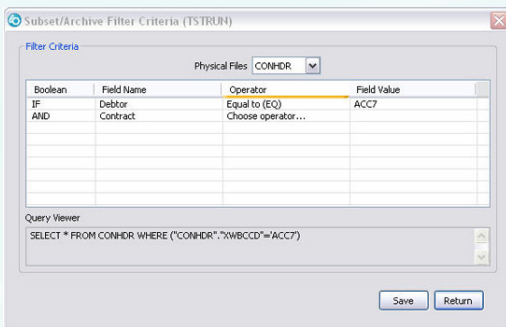 Subset/Archive Filter Criteria (TSTRUN)
Filter Criteria
Physical Files CONHDR
Boolean Field Name Operator Field Value
IF Debtor Equal to (EQ) ACC7
AND Contract Choose operator...
Query Viewer
SELECT * FROM CONHDR WHERE ("CONHDR"."XWBCCD"='ACC7')
Save Return